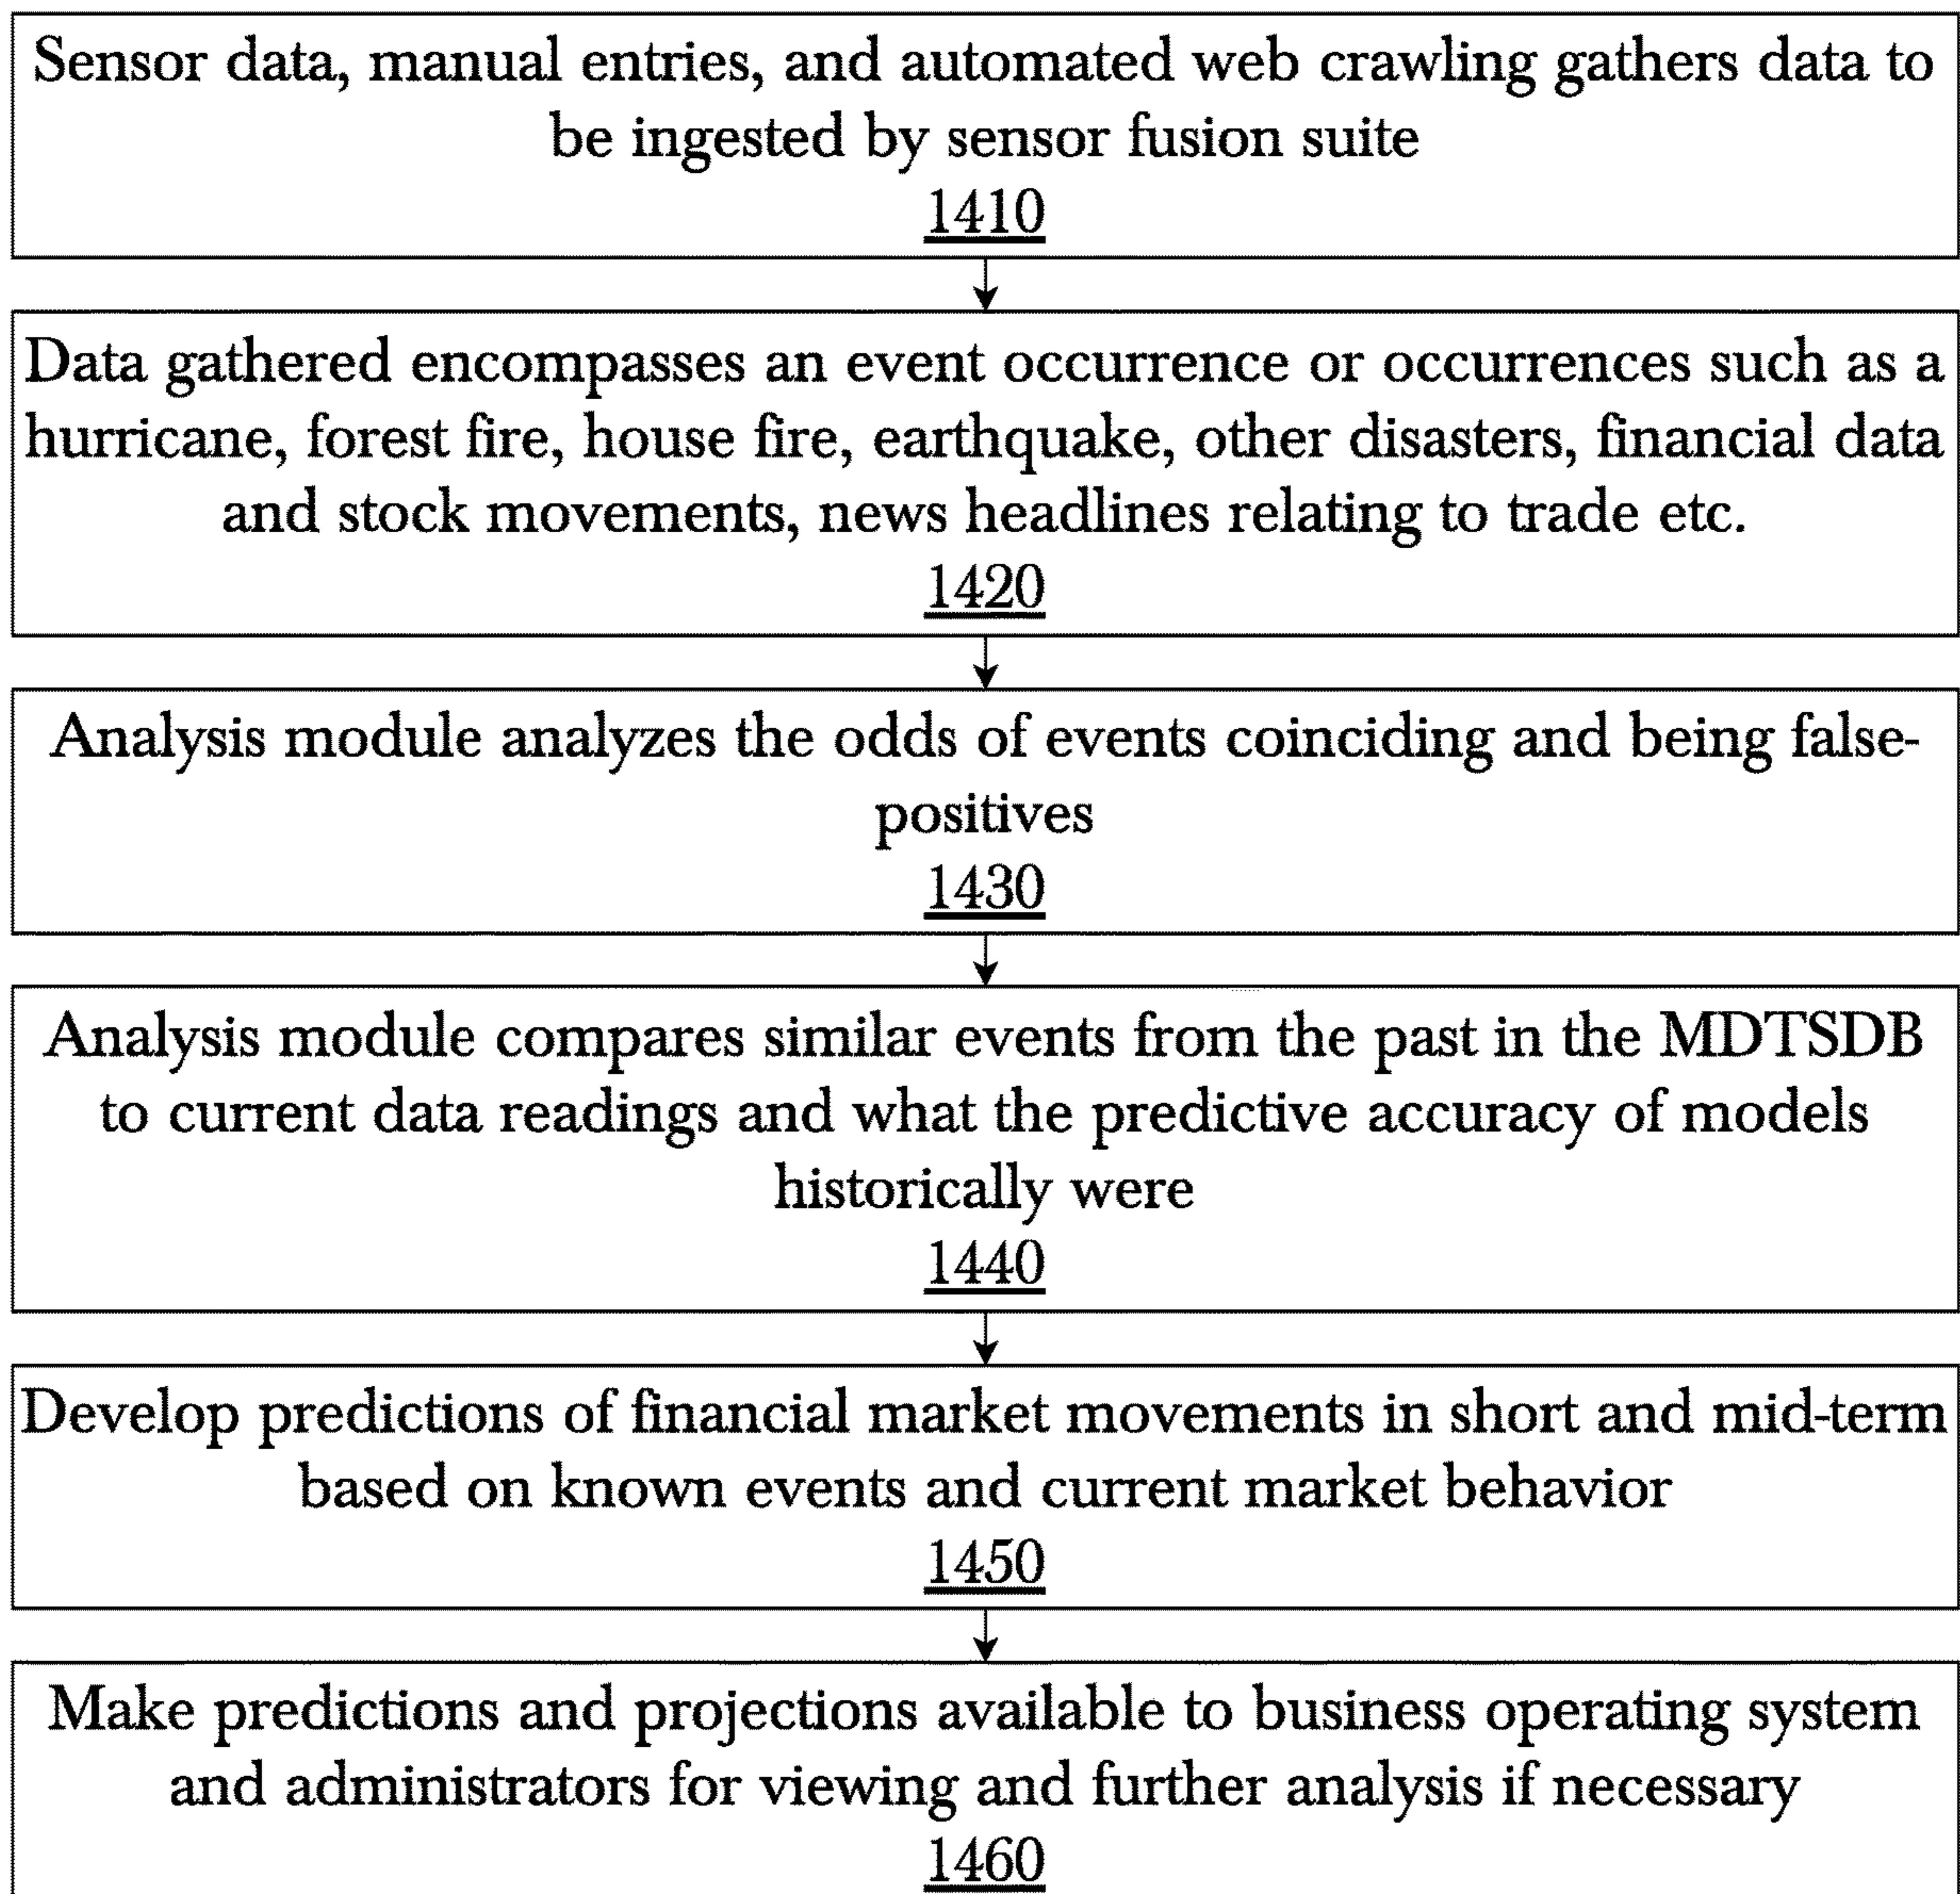 Sensor data, manual entries, and automated web crawling gathers data to
be ingested by sensor fusion suite
1410
Data gathered encompasses an event occurrence or occurrences such as a
hurricane, forest fire, house fire, earthquake, other disasters, financial data
and stock movements, news headlines relating to trade etc.
1420
Analysis module analyzes the odds of events coinciding and being false-
positives
1430
Analysis module compares similar events from the past in the MDTSDB
to current data readings and what the predictive accuracy of models
historically were
1440
Develop predictions of financial market movements in short and mid-term
based on known events and current market behavior
1450
Make predictions and projections available to business operating system
and administrators for viewing and further analysis if necessary
1460